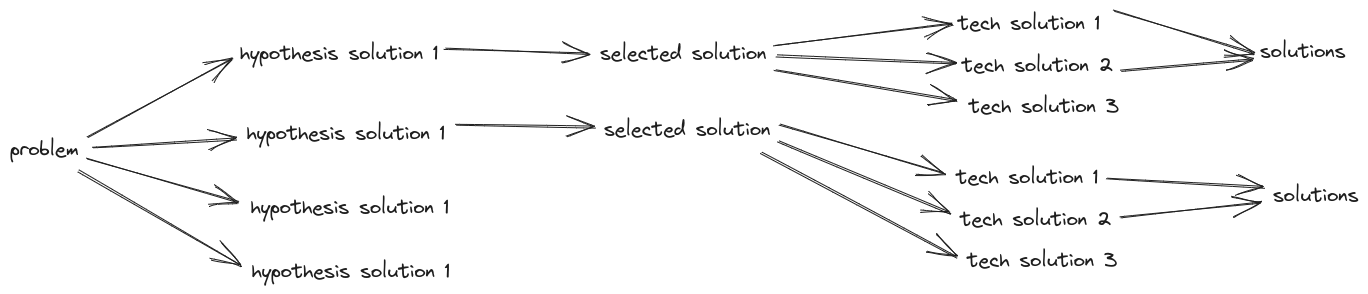 problem
hypothesis solution 1
hypothesis solution 1
hypothesis solution 1
hypothesis solution 1
selected solution
selected solution
tech solution 1
tech solution 2
tech solution 3
tech solution 1
tech solution 2
tech solution 3
solutions
solutions